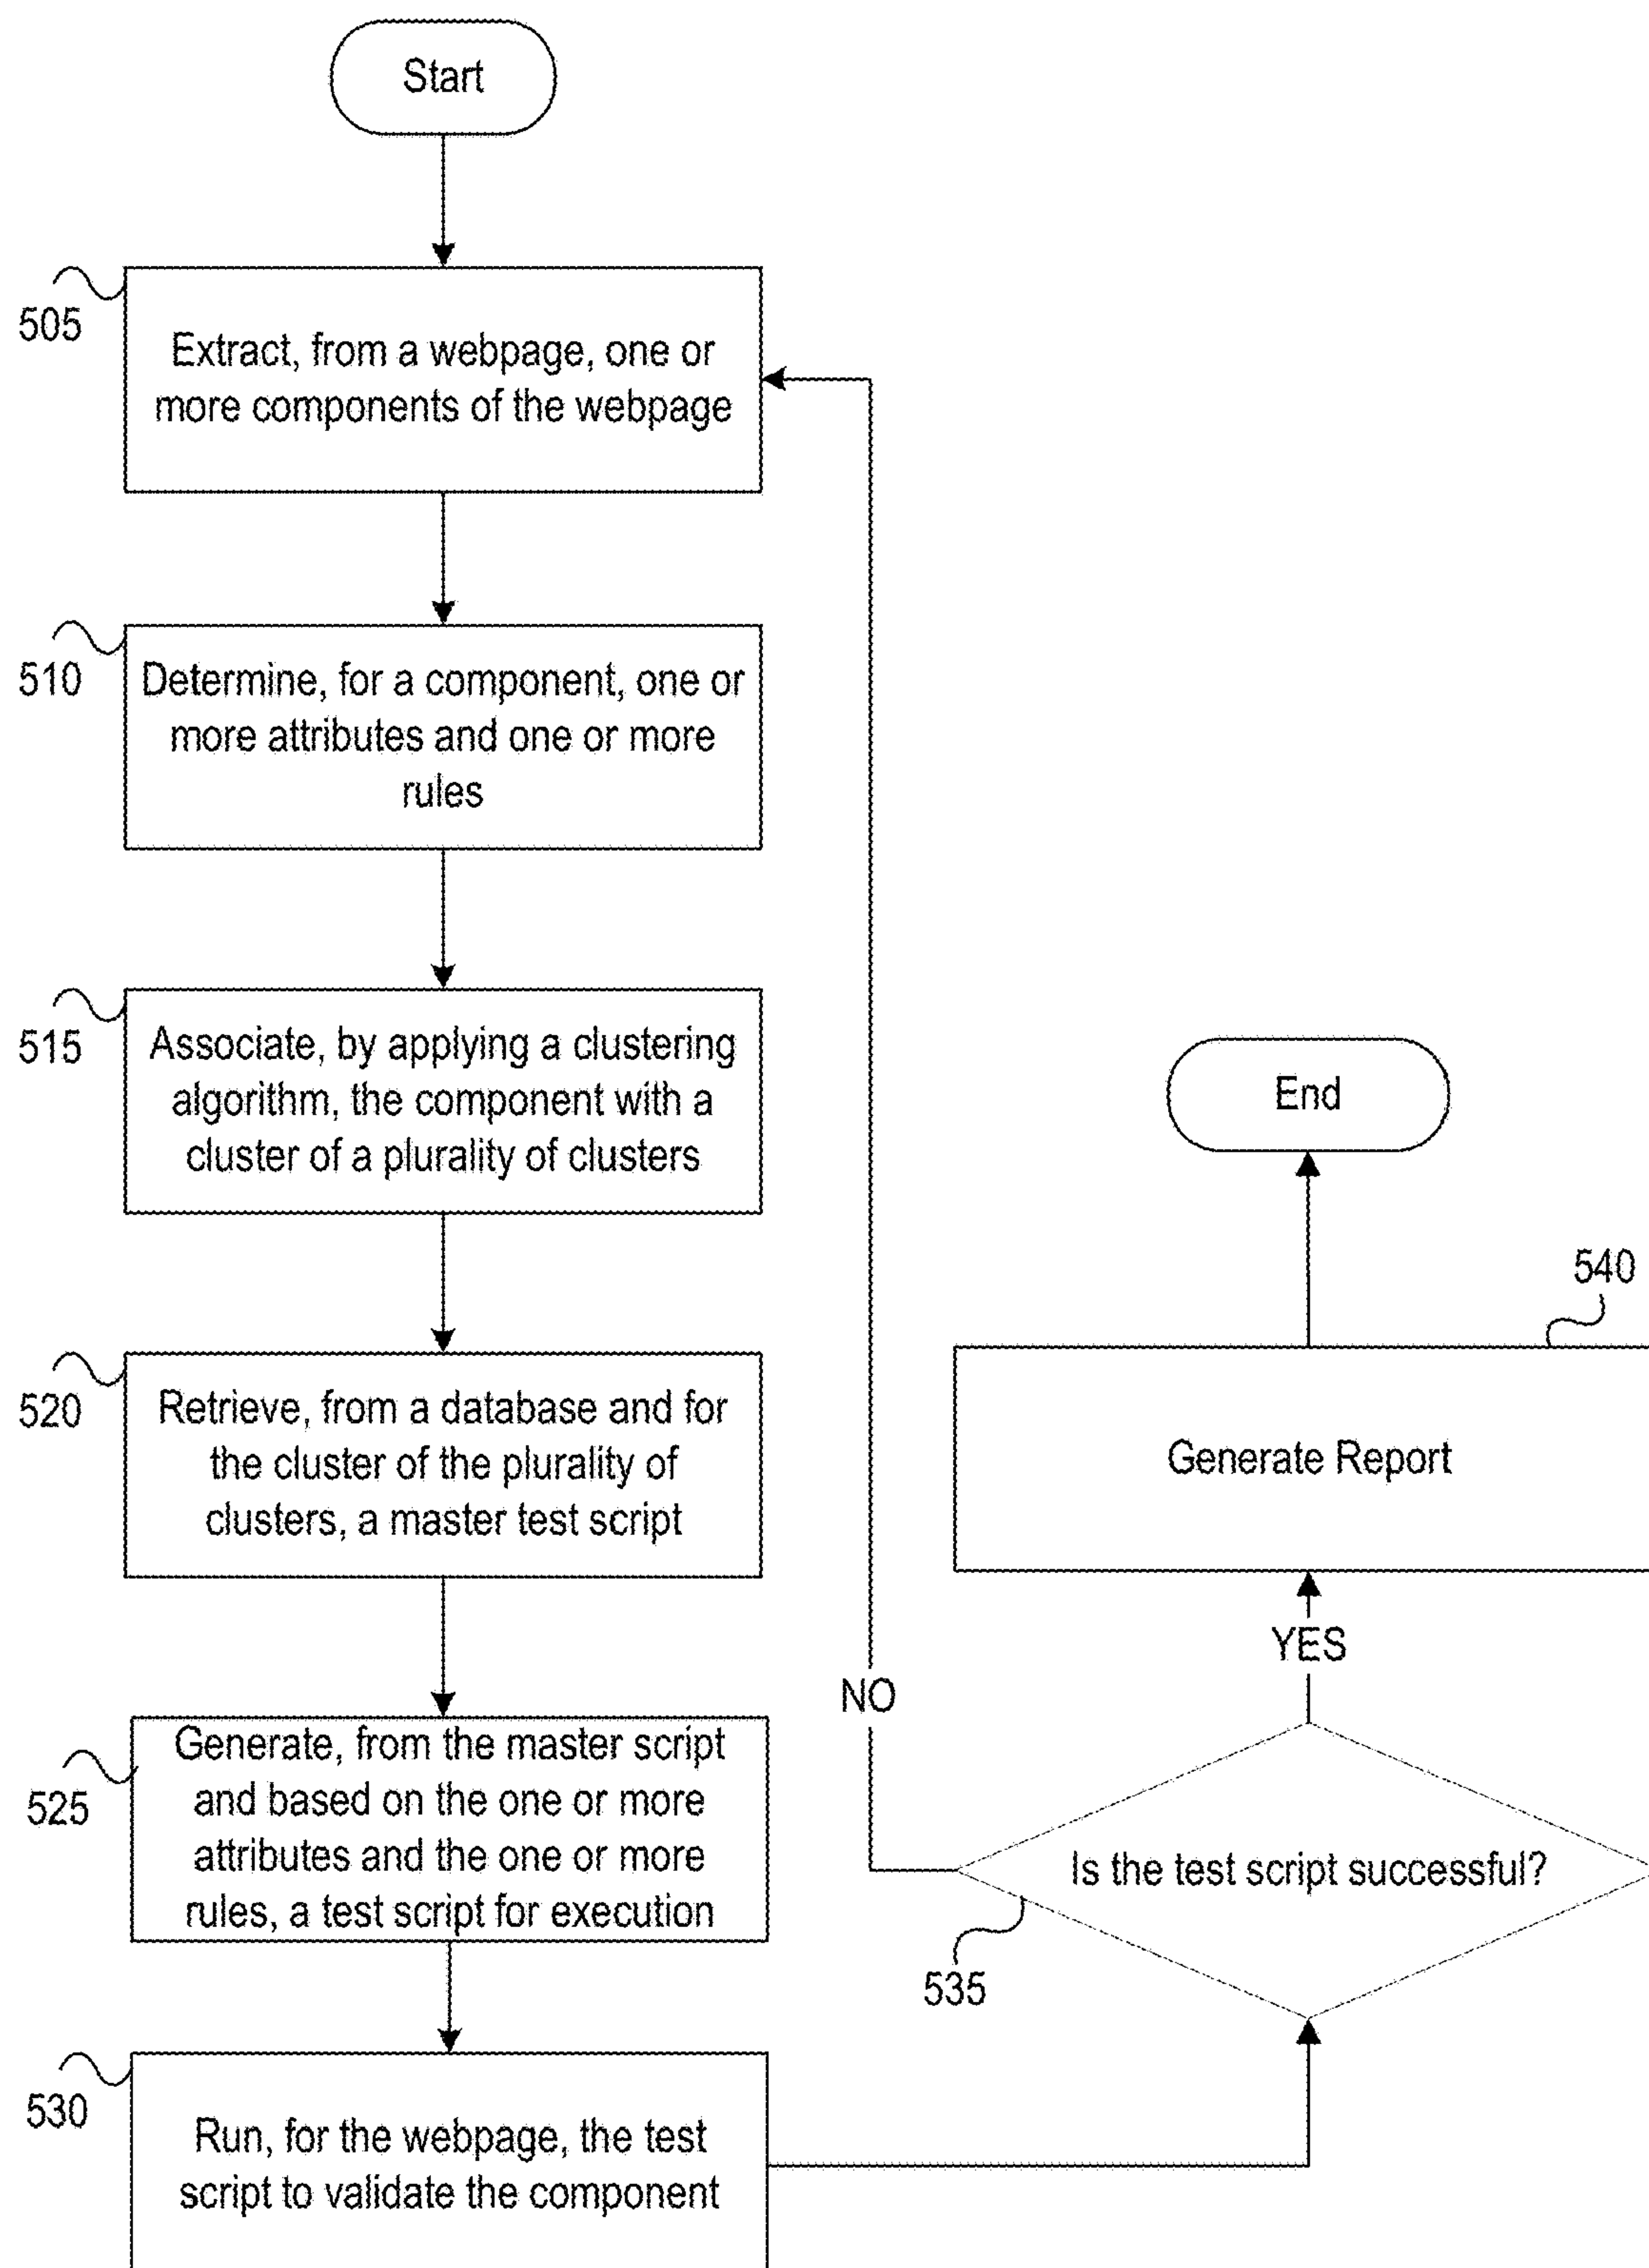 Start
505
Extract, from a webpage, one or
more components of the webpage
510
Determine, for a component, one or
more attributes and one or more
rules
515
Associate, by applying a clustering
algorithm, the component with a
cluster of a plurality of clusters
520
Retrieve, from a database and for
the cluster of the plurality of
clusters, a master test script
525
Generate, from the master script
and based on the one or more
attributes and the one or more
rules, a test script for execution
530
Run, for the webpage, the test
script to validate the component
NO
535
Is the test script successful?
YES
540
Generate Report
End